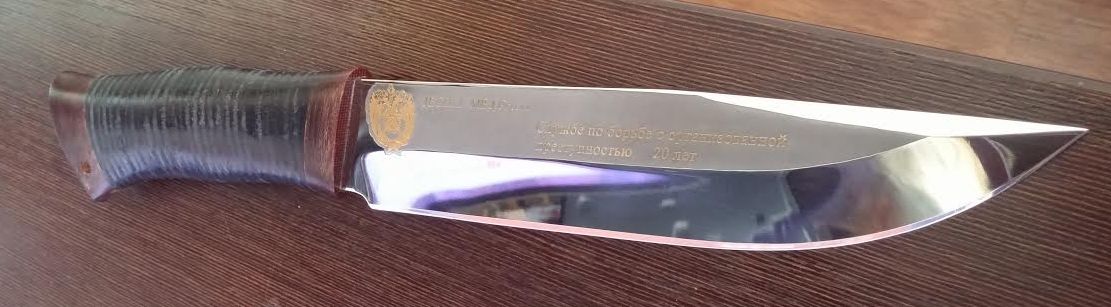 Службе по борьбе с организованной
преступностью 20 лет